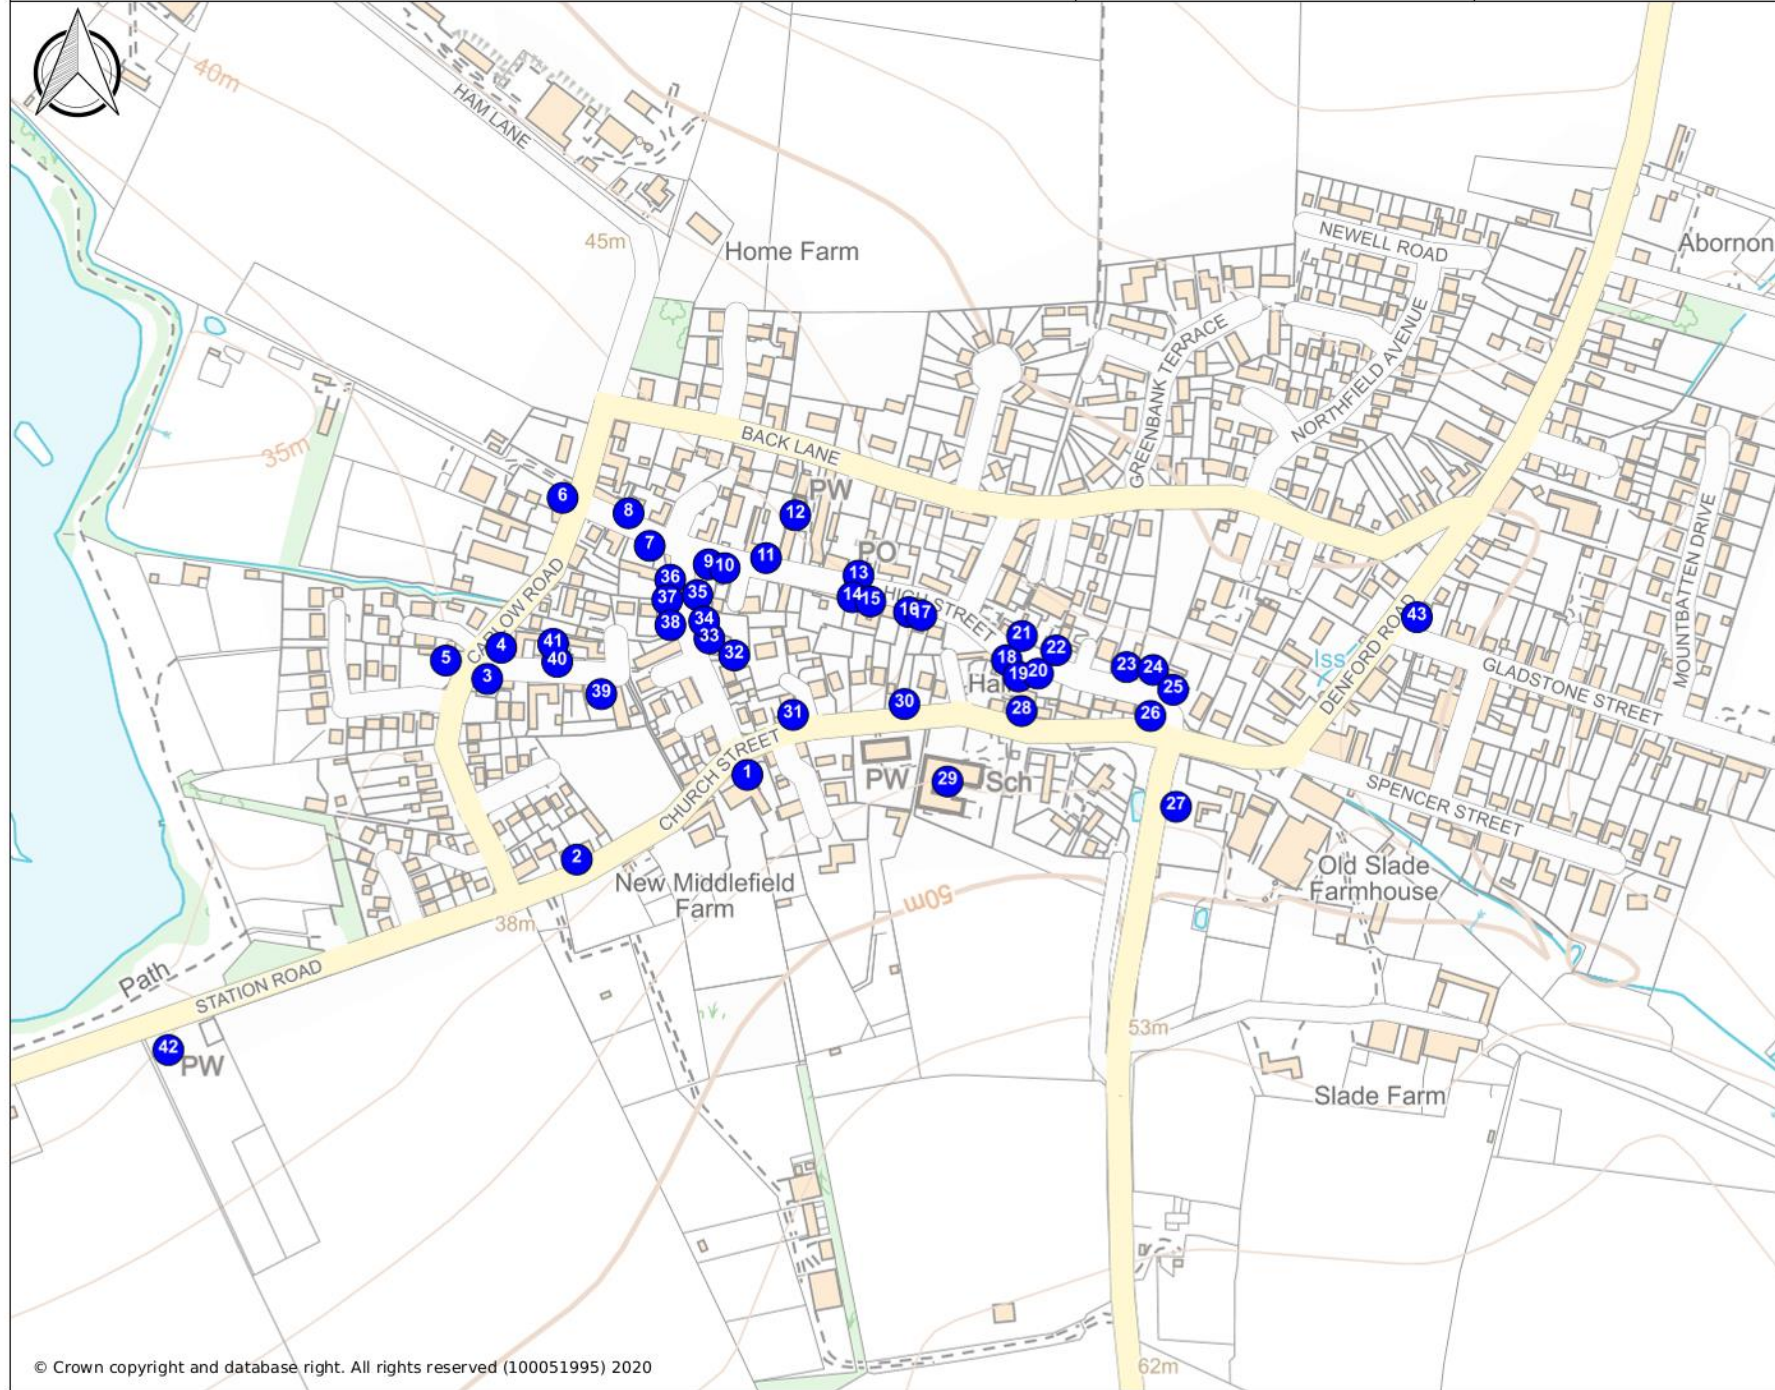 40m
HAM LANE
45m
Home Farm
NEWELL ROAD
Abornon
GREENBANK TERRACE
NORTHFIELD AVENUE
35m
BACK LANE
6
8
12
PW
7
11
PO
13
9
10
36
35
37
14
15
16
17
HIGH STREET
34
38
33
32
21
22
CARLOW ROAD
4
41
5
40
3
39
18
19
20
Hall
23
24
25
43
Iss
DENFORD ROAD
GLADSTONE STREET
MOUNTBATTEN DRIVE
31
30
28
26
CHURCH STREET
1
PW
29
Sch
27
SPENCER STREET
2
New Middlefield
Farm
50m
Old Slade
Farmhouse
38m
Path
STATION ROAD
42
PW
53m
Slade Farm
62m
© Crown copyright and database right. All rights reserved (100051995) 2020